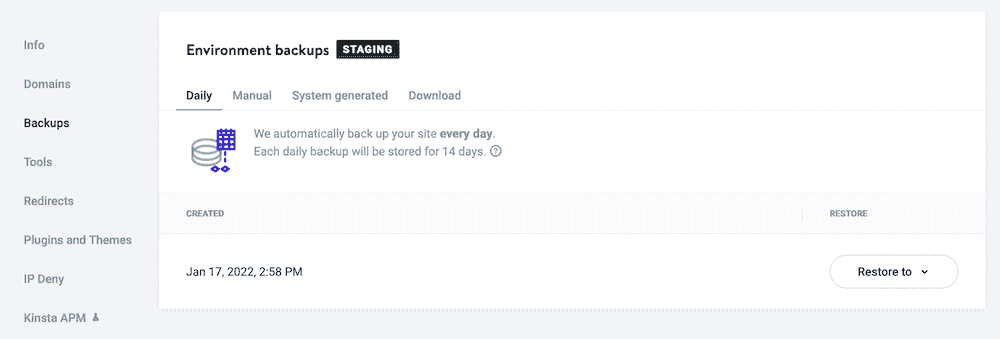 Info
Domains
Backups
Tools
Redirects
Plugins and Themes
IP Deny
Kinsta APM
Environment backups STAGING
Daily Manual System generated Download
We automatically back up your site every day.
Each daily backup will be stored for 14 days. ?
CREATED RESTORE
Jan 17, 2022, 2:58 PM Restore to